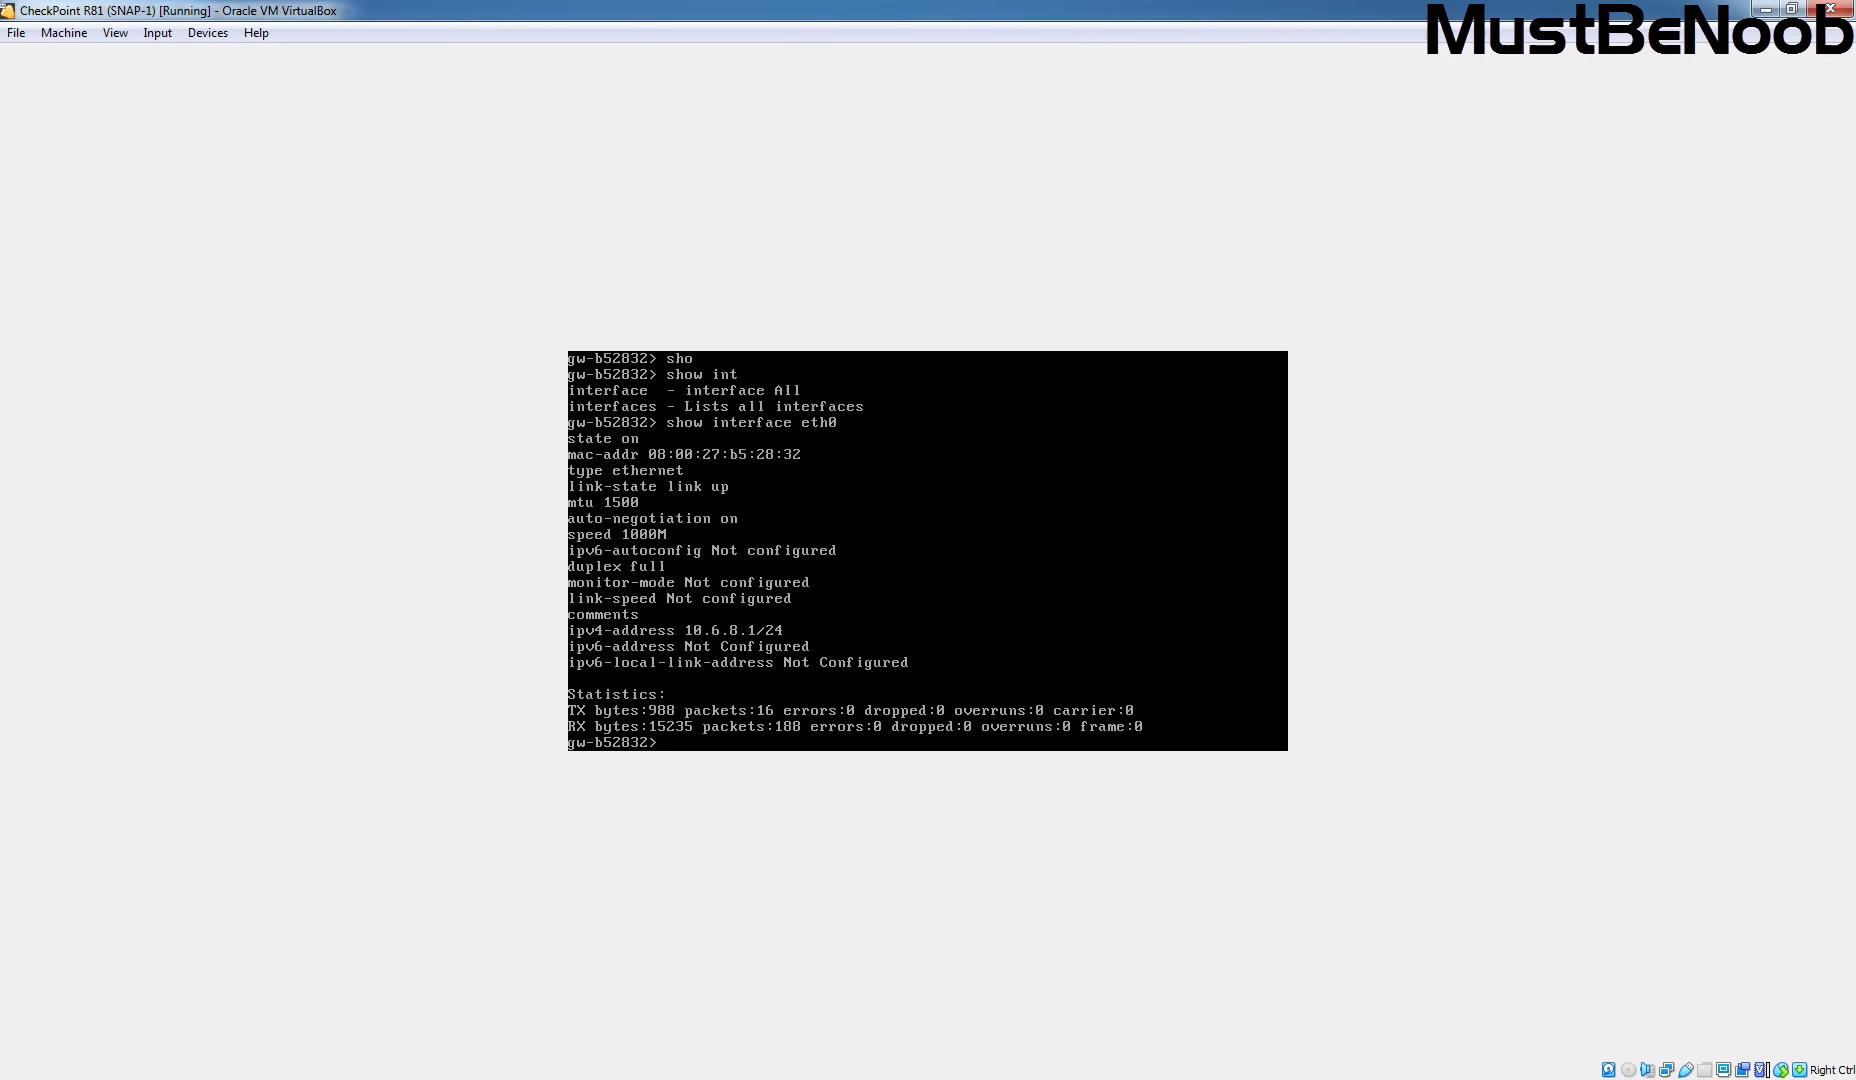 CheckPoint R81 (SNAP-1) [Running] - Oracle VM VirtualBox
MustBeNoob
File Machine View Input Devices Help
gw-b52832> sho
gw-b52832> show int
interface  - interface All
interfaces - Lists all interfaces
gw-b52832> show interface eth0
state on
mac-addr 08:00:27:b5:28:32
type ethernet
link-state link up
mtu 1500
auto-negotiation on
speed 1000M
ipv6-autoconfig Not configured
duplex full
monitor-mode Not configured
link-speed Not configured
comments
ipv4-address 10.6.8.1/24
ipv6-address Not Configured
ipv6-local-link-address Not Configured
Statistics:
TX bytes:988 packets:16 errors:0 dropped:0 overruns:0 carrier:0
RX bytes:15235 packets:188 errors:0 dropped:0 overruns:0 frame:0
gw-b52832>
Right Ctrl